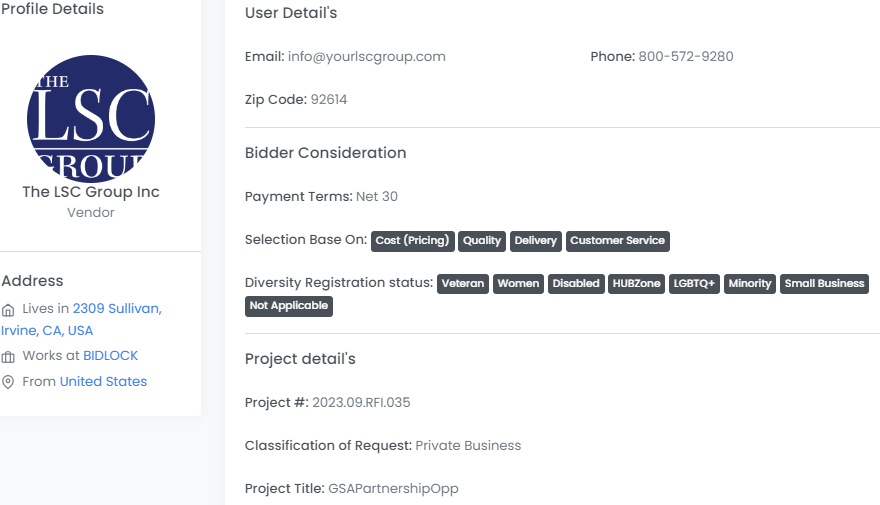 Profile Details
THE
LSC
GROUP
The LSC Group Inc
Vendor
Address
Lives in 2309 Sullivan,
Irvine, CA, USA
Works at BIDLOCK
From United States
User Detail's
Email: info@yourlscgroup.com
Phone: 800-572-9280
Zip Code: 92614
Bidder Consideration
Payment Terms: Net 30
Selection Base On: Cost (Pricing) Quality Delivery Customer Service
Diversity Registration status: Veteran Women Disabled HUBZone LGBTQ+ Minority Small Business
Not Applicable
Project detail's
Project #: 2023.09.RFI.035
Classification of Request: Private Business
Project Title: GSAPartnershipOpp